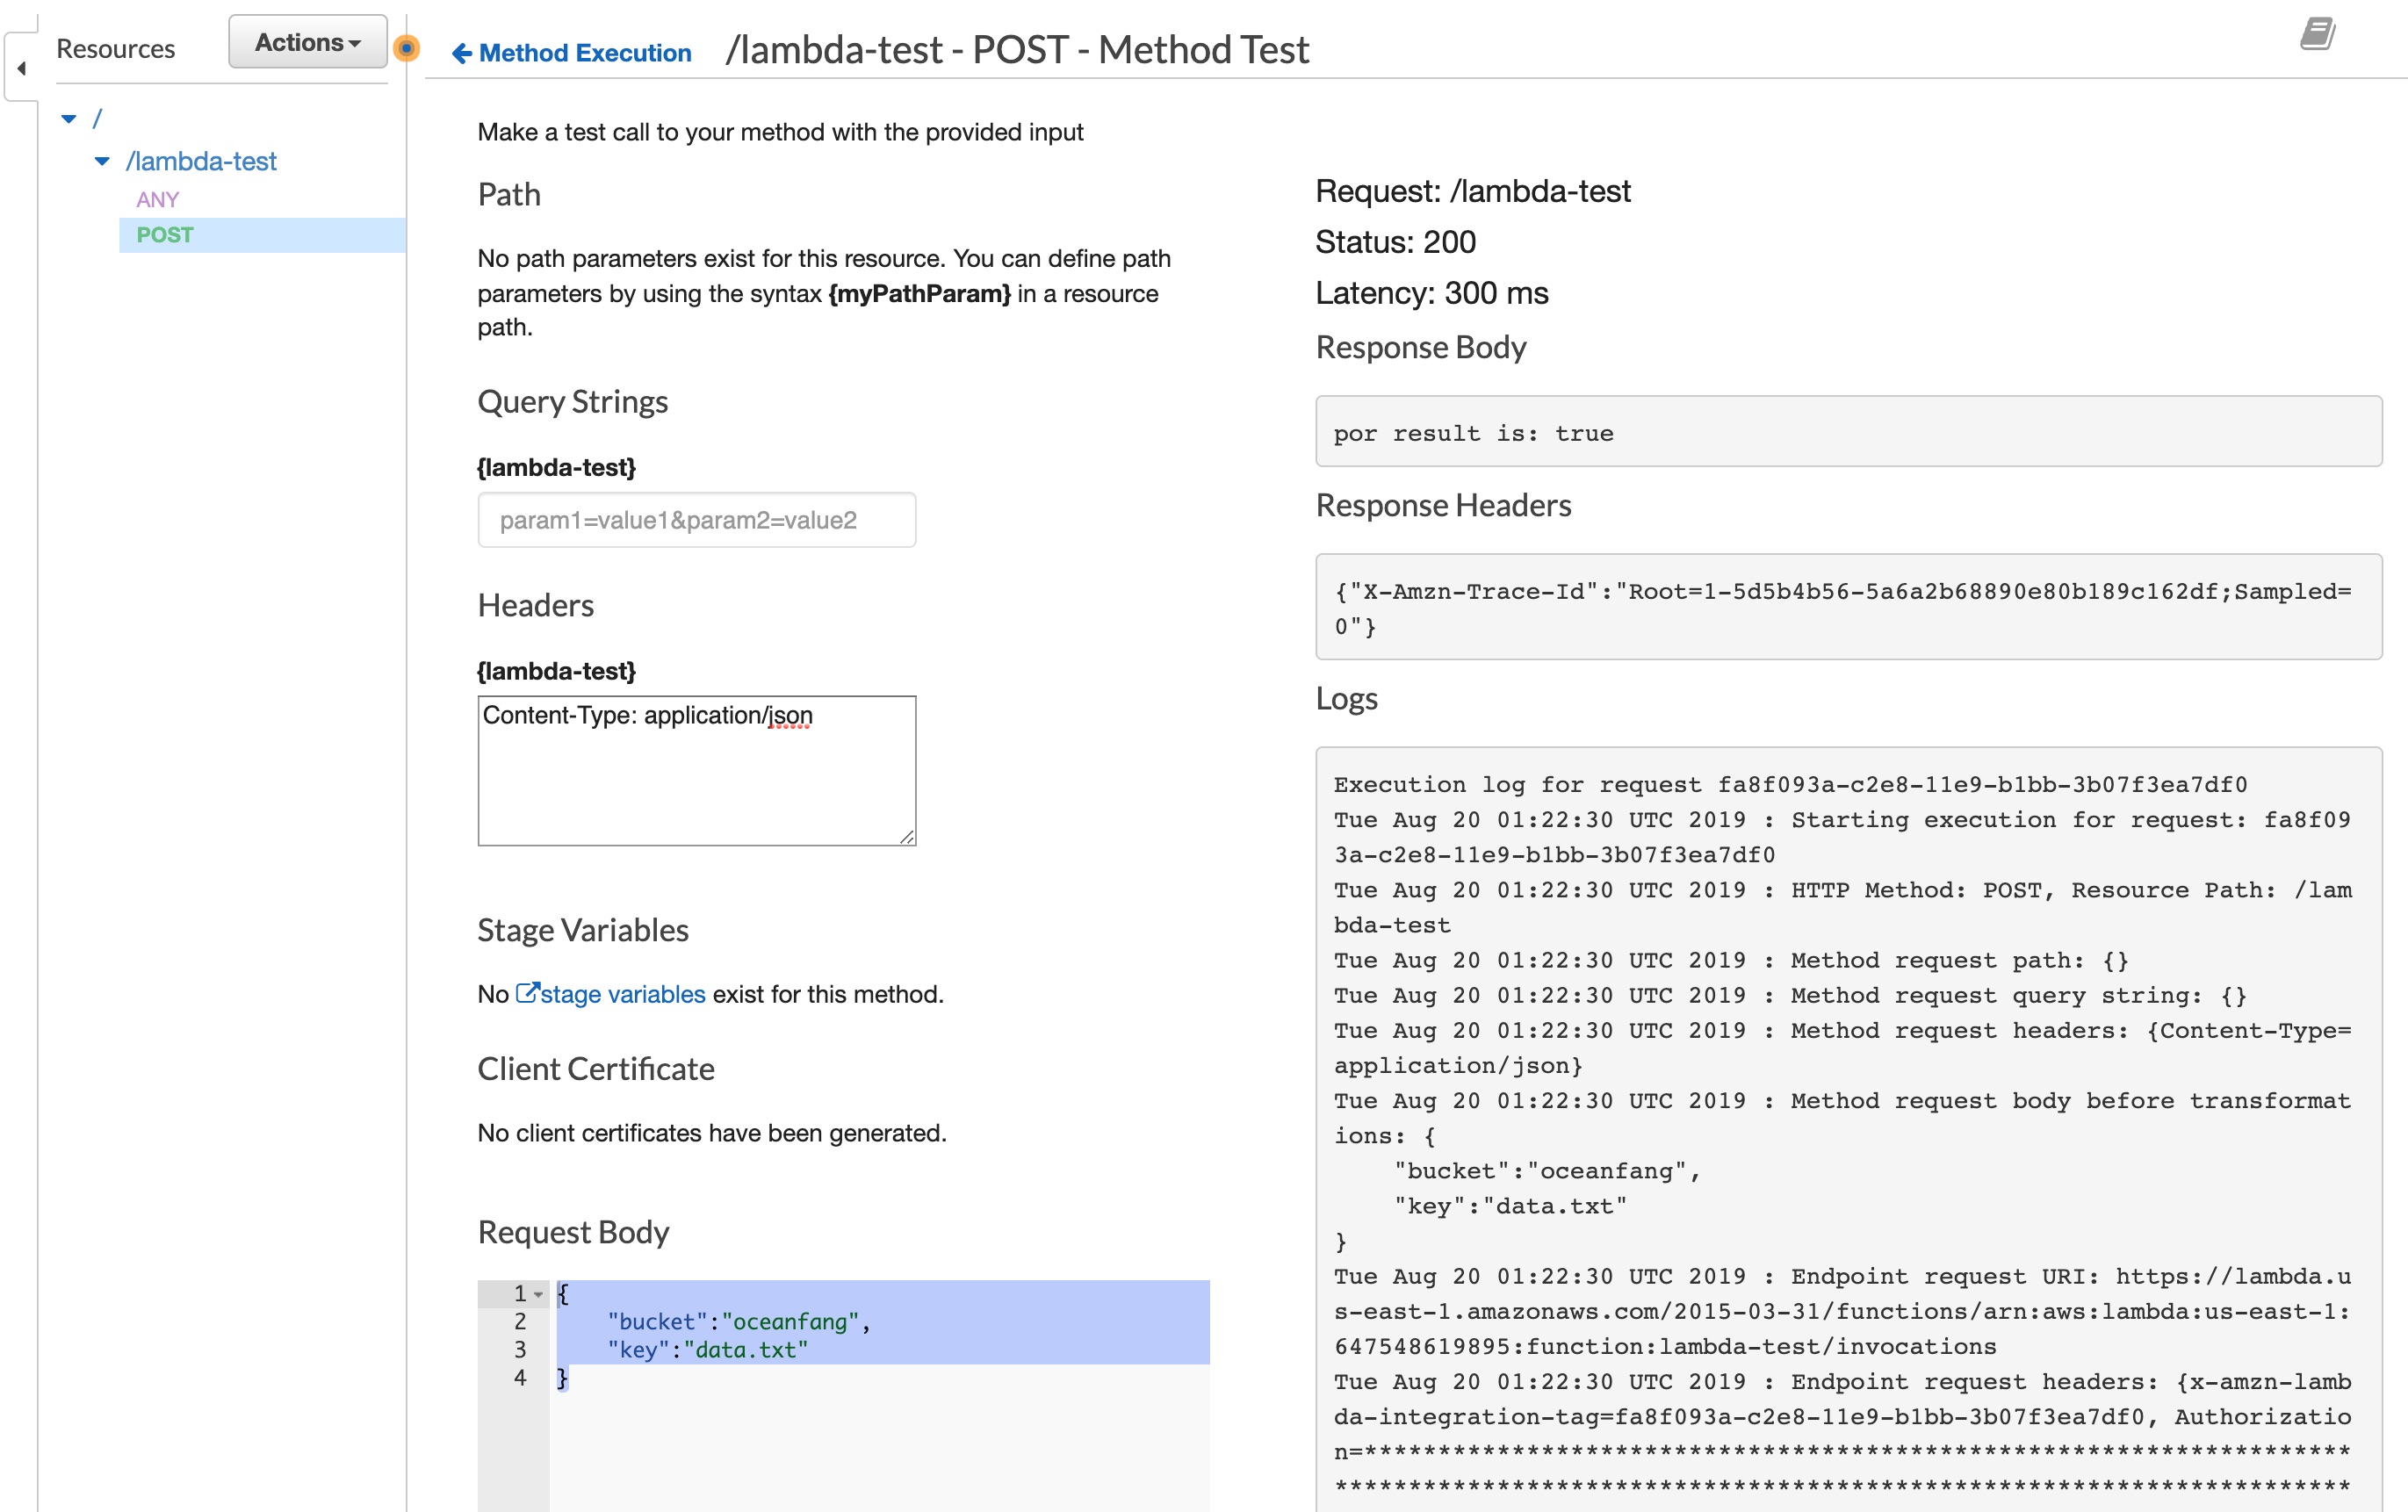 Resources
Actions
/
/lambda-test
ANY
POST
Method Execution
/lambda-test - POST - Method Test
Make a test call to your method with the provided input
Path
No path parameters exist for this resource. You can define path
parameters by using the syntax {myPathParam} in a resource
path.
Query Strings
{lambda-test}
param1=value1&param2=value2
Headers
{lambda-test}
Content-Type: application/json
Stage Variables
No stage variables exist for this method.
Client Certificate
No client certificates have been generated.
Request Body
1 {
2 "bucket":"oceanfang",
3 "key":"data.txt"
4 }
Request: /lambda-test
Status: 200
Latency: 300 ms
Response Body
por result is: true
Response Headers
{"X-Amzn-Trace-Id":"Root=1-5d5b4b56-5a6a2b68890e80b189c162df;Sampled=
0"}
Logs
Execution log for request fa8f093a-c2e8-11e9-b1bb-3b07f3ea7df0
Tue Aug 20 01:22:30 UTC 2019 : Starting execution for request: fa8f09
3a-c2e8-11e9-b1bb-3b07f3ea7df0
Tue Aug 20 01:22:30 UTC 2019 : HTTP Method: POST, Resource Path: /lam
bda-test
Tue Aug 20 01:22:30 UTC 2019 : Method request path: {}
Tue Aug 20 01:22:30 UTC 2019 : Method request query string: {}
Tue Aug 20 01:22:30 UTC 2019 : Method request headers: {Content-Type=
application/json}
Tue Aug 20 01:22:30 UTC 2019 : Method request body before transformat
ions: {
"bucket":"oceanfang",
"key":"data.txt"
}
Tue Aug 20 01:22:30 UTC 2019 : Endpoint request URI: https://lambda.u
s-east-1.amazonaws.com/2015-03-31/functions/arn:aws:lambda:us-east-1:
647548619895:function:lambda-test/invocations
Tue Aug 20 01:22:30 UTC 2019 : Endpoint request headers: {x-amzn-lamb
da-integration-tag=fa8f093a-c2e8-11e9-b1bb-3b07f3ea7df0, Authorizatio
n=*******************************************************************
*********************************************************************